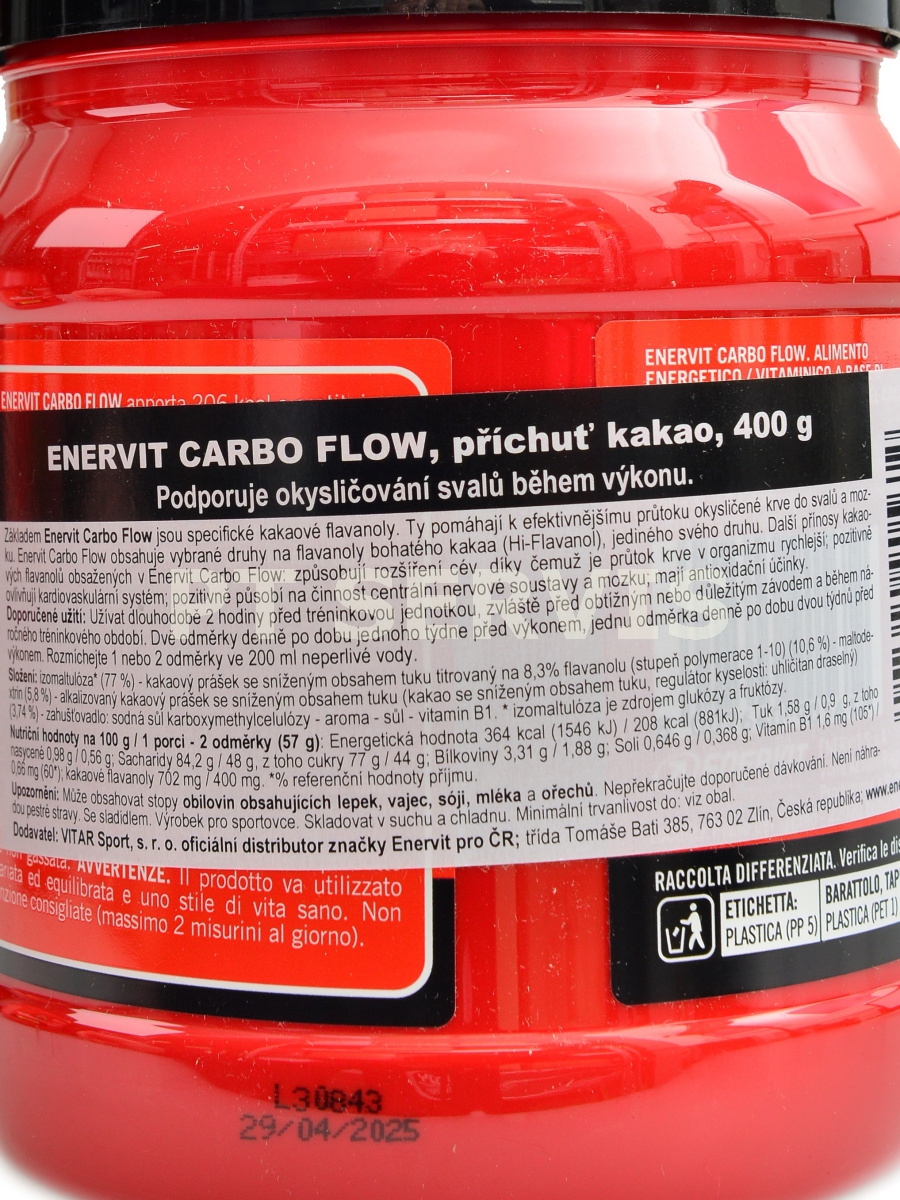 ENERVIT CARBO FLOW. ALIMENTO
ENERGETICO / VITAMINICO A BASE DI
ENERVIT CARBO FLOW apporta 206 kcal
ENERVIT CARBO FLOW, příchuť kakao, 400 g
Podporuje okysličování svalů během výkonu.
Základem Enervit Carbo Flow jsou specifické kakaové flavanoly. Ty pomáhají k efektivnějšímu průtoku okysličené krve do svalů a moz-
ku. Enervit Carbo Flow obsahuje vybrané druhy na flavanoly bohatého kakaa (Hi-Flavanol), jediného svého druhu. Další přínosy kakao-
vých flavanolů obsažených v Enervit Carbo Flow: způsobují rozšíření cév, díky čemuž je průtok krve v organizmu rychlejší; pozitivně
ovlivňují kardiovaskulární systém; pozitivně působí na činnost centrální nervové soustavy a mozku; mají antioxidační účinky.
Doporučené užití: Užívat dlouhodobě 2 hodiny před tréninkovou jednotkou, zvláště před obtížným nebo důležitým závodem a během ná-
ročného tréninkového období. Dvě odměrky denně po dobu jednoho týdne před výkonem, jednu odměrka denně po dobu dvou týdnů před
výkonem. Rozmíchejte 1 nebo 2 odměrky ve 200 ml neperlivé vody.
Složení: izomaltulóza* (77 %) - kakaový prášek se sníženým obsahem tuku titrovaný na 8,3% flavanolu (stupeň polymerace 1-10) (10,6 %) - maltode-
xtrin (5,8 %) - alkalizovaný kakaový prášek se sníženým obsahem tuku (kakao se sníženým obsahem tuku, regulátor kyselosti: uhličitan draselný)
(3,74 %) - zahušťovadlo: sodná sůl karboxymethylcelulózy - aroma - sůl - vitamin B1. * izomaltulóza je zdrojem glukózy a fruktózy.
Nutriční hodnoty na 100 g / 1 porci - 2 odměrky (57 g): Energetická hodnota 364 kcal (1546 kJ) / 208 kcal (881kJ); Tuk 1,58 g / 0,9 g, z toho
nasycené 0,98 g / 0,56 g; Sacharidy 84,2 g / 48 g, z toho cukry 77 g / 44 g; Bílkoviny 3,31 g / 1,88 g; Soli 0,646 g / 0,368 g; Vitamin B1 1,6 mg (105*) /
0,66 mg (60*); kakaové flavanoly 702 mg / 400 mg. *% referenční hodnoty příjmu.
Upozornění: Může obsahovat stopy obilovin obsahujících lepek, vajec, sóji, mléka a ořechů. Nepřekračujte doporučené dávkování. Není náhra-
dou pestré stravy. Se sladidlem. Výrobek pro sportovce. Skladovat v suchu a chladnu. Minimální trvanlivost do: viz obal.
Dodavatel: VITAR Sport, s. r. o. oficiální distributor značky Enervit pro ČR; třída Tomáše Bati 385, 763 02 Zlín, Česká republika; www.ene
gassata. AVVERTENZE. Il prodotto va utilizzato
ed equilibrata e uno stile di vita sano. Non
consigliate (massimo 2 misurini al giorno).
RACCOLTA DIFFERENZIATA. Verifica le dis
ETICHETTA:
PLASTICA (PP 5)
BARATTOLO, TAP
PLASTICA (PET 1)
L30843
29/04/2025